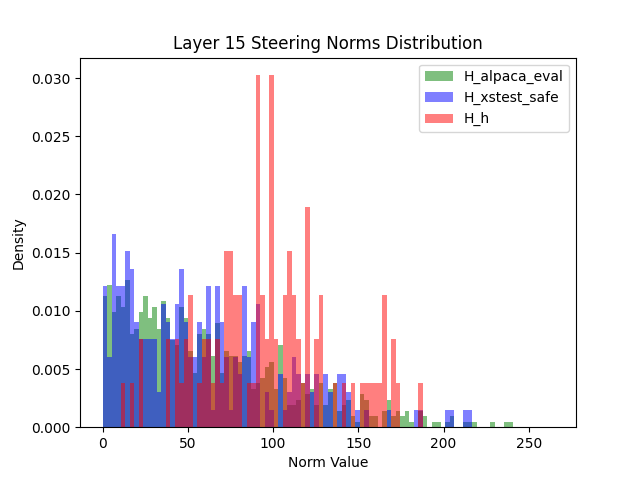 Layer 15 Steering Norms Distribution
H_alpaca_eval
H_xstest_safe
H_h
Density
0.030
0.025
0.020
0.015
0.010
0.005
0.000
0 50 100 150 200 250
Norm Value